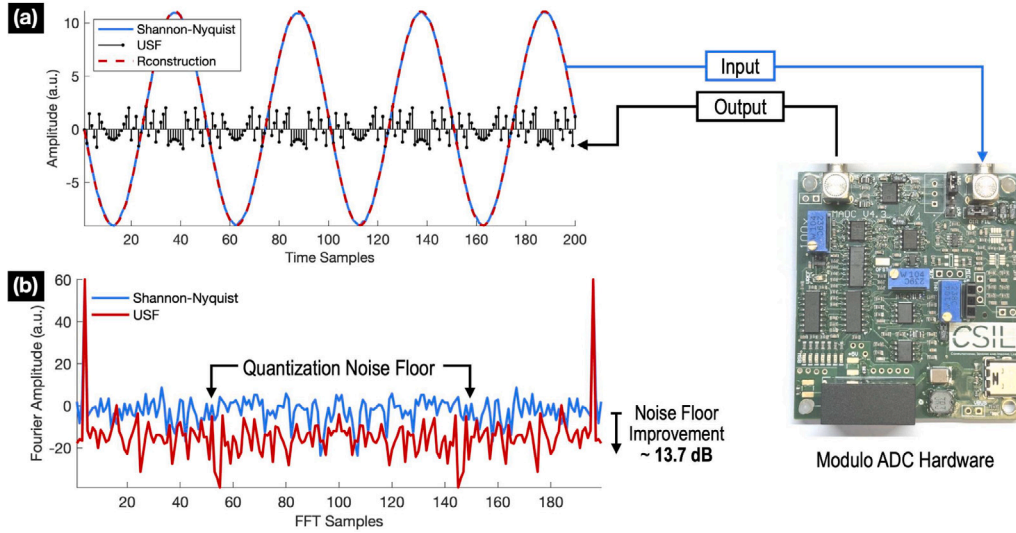 (a)
Shannon-Nyquist
USF
Rconstruction
Amplitude (a.u.)
10
5
0
-5
0
20
40
60
80
100
120
140
160
180
200
Time Samples
Input
Output
MADC V4.3
CSIL
Modulo ADC Hardware
(b)
Shannon-Nyquist
USF
Fourier Amplitude (a.u.)
60
40
20
0
-20
20
40
60
80
100
120
140
160
180
FFT Samples
Quantization Noise Floor
Noise Floor
Improvement
~ 13.7 dB